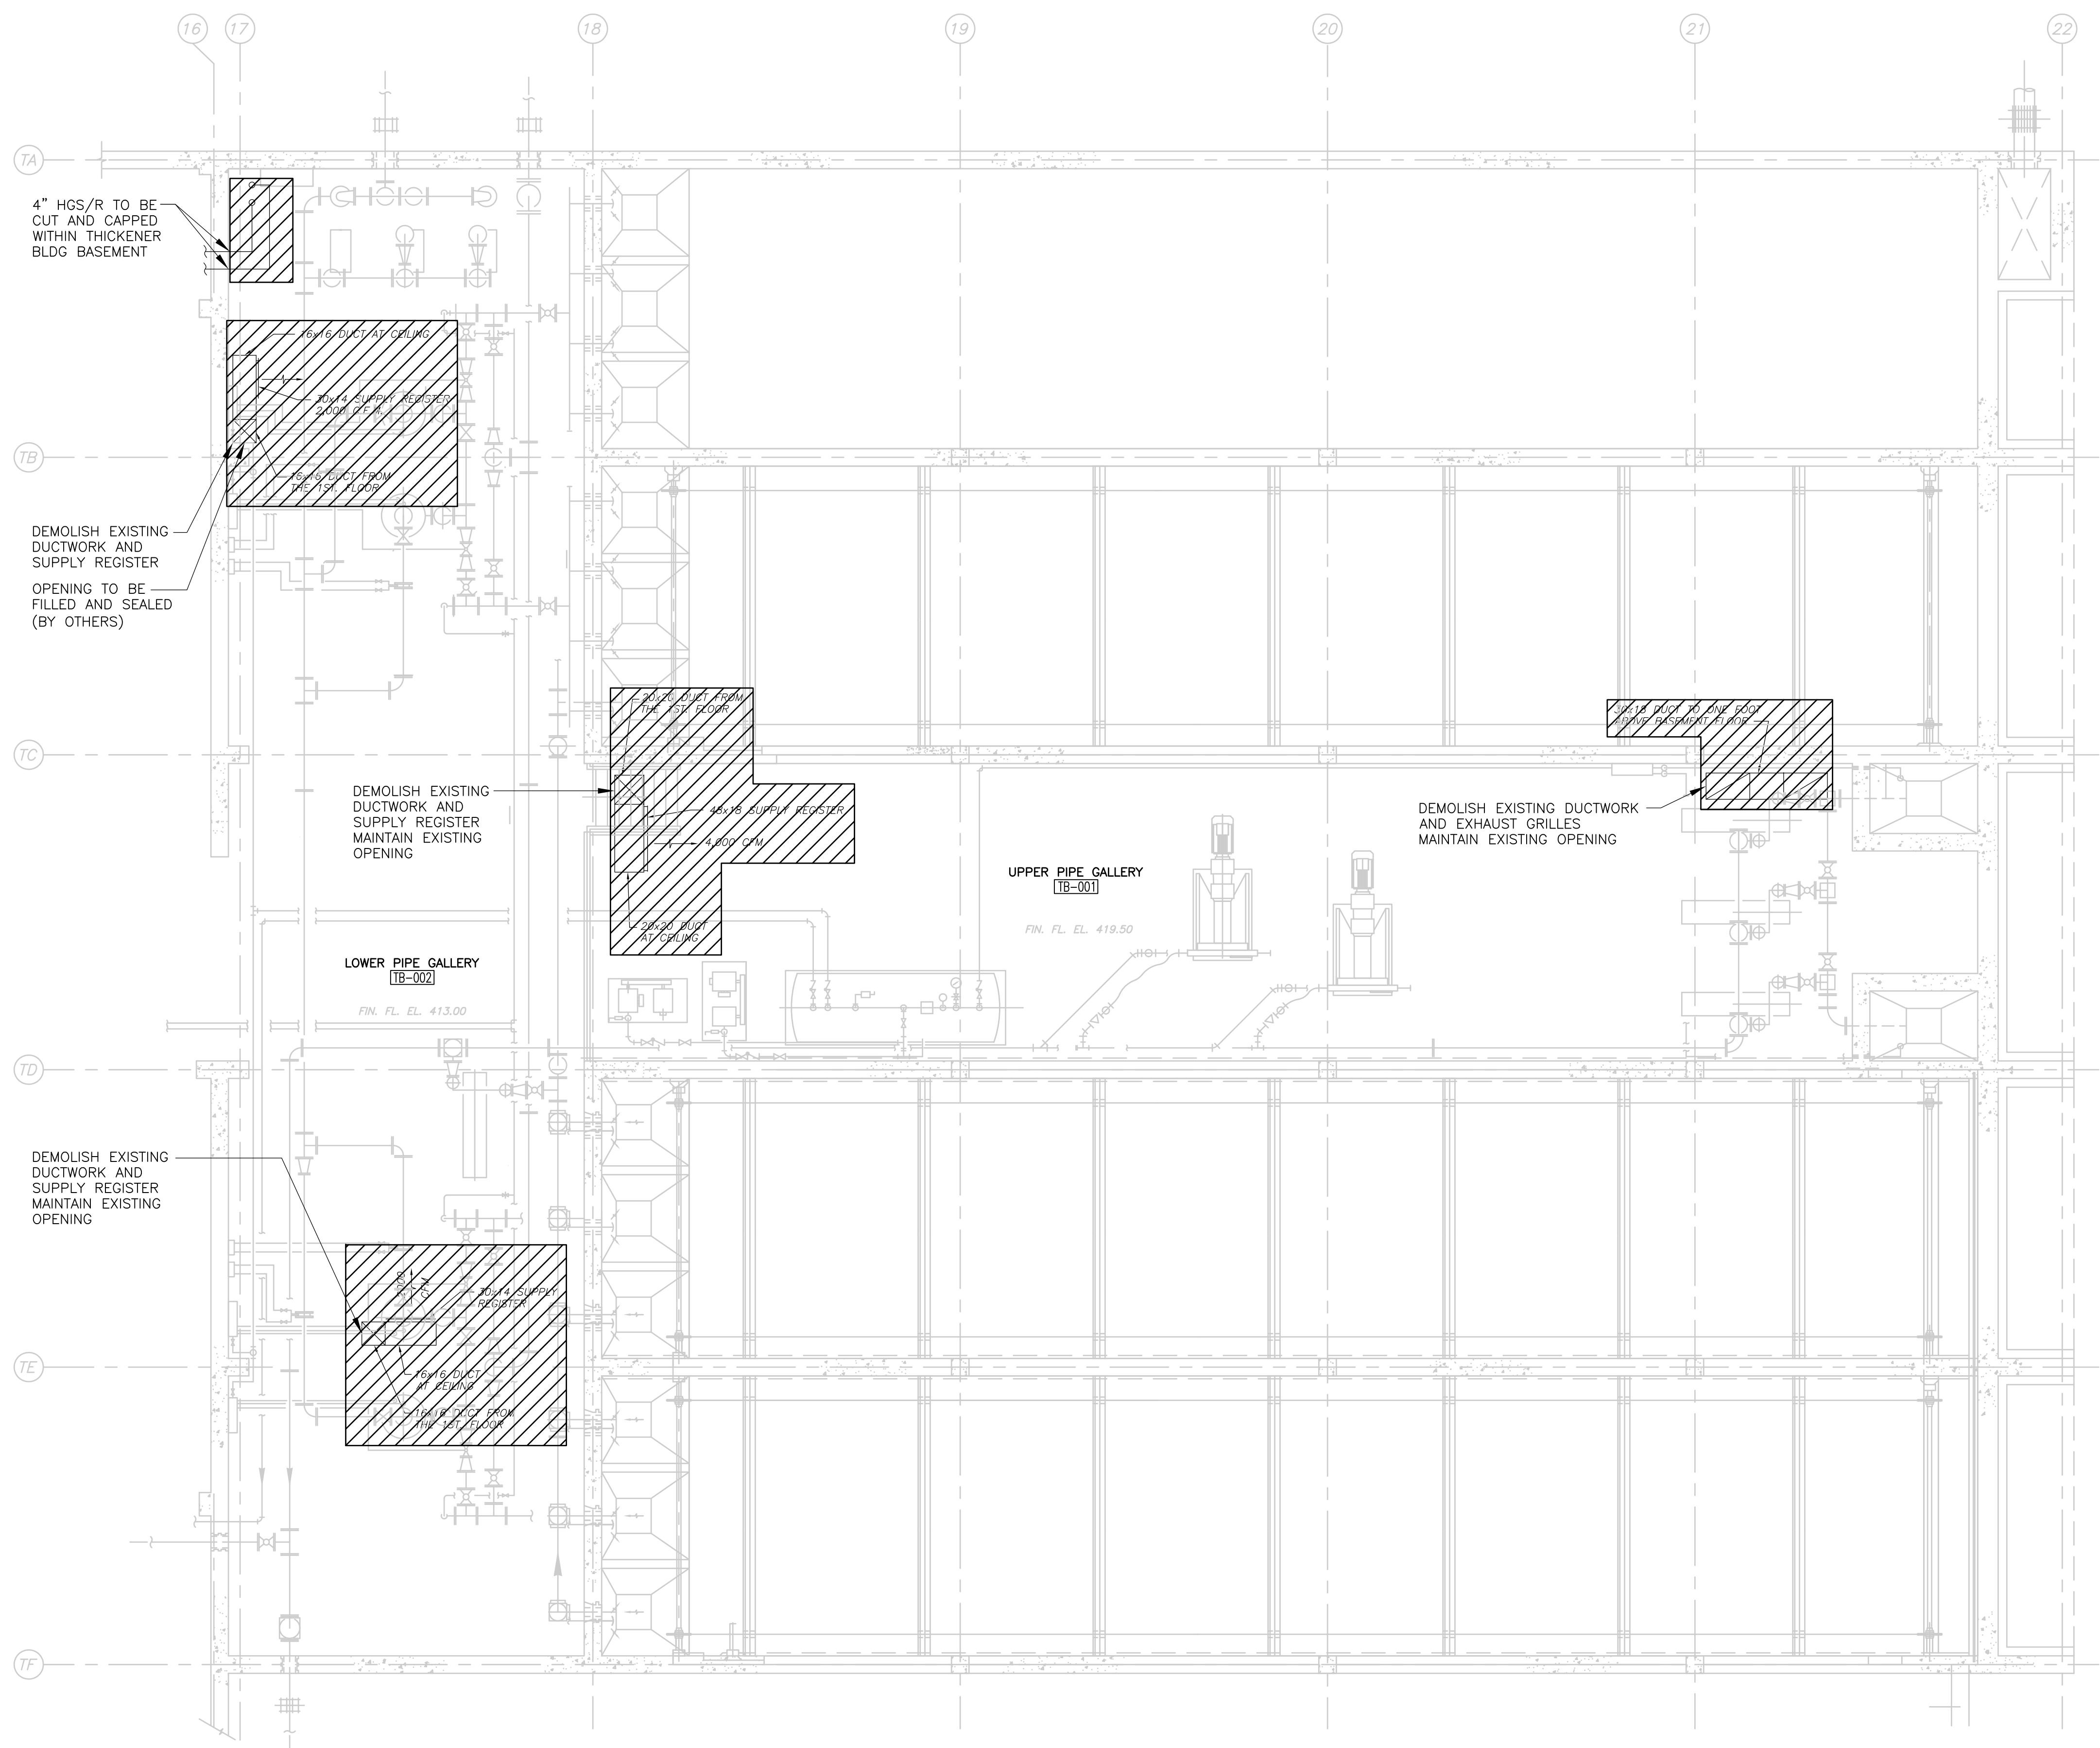 16
17
18
19
20
21
22
TA
4" HGS/R TO BE
CUT AND CAPPED
WITHIN THICKENER
BLDG BASEMENT
16x16 DUCT AT CEILING
30x14 SUPPLY REGISTER
2,000 C.F.M.
TB
16x16 DUCT FROM
THE 1ST. FLOOR
DEMOLISH EXISTING
DUCTWORK AND
SUPPLY REGISTER
OPENING TO BE
FILLED AND SEALED
(BY OTHERS)
20x20 DUCT FROM
THE 1ST. FLOOR
30x18 DUCT TO ONE FOOT
ABOVE BASEMENT FLOOR
TC
DEMOLISH EXISTING
DUCTWORK AND
SUPPLY REGISTER
MAINTAIN EXISTING
OPENING
48x18 SUPPLY REGISTER
4,000 CFM
DEMOLISH EXISTING DUCTWORK
AND EXHAUST GRILLES
MAINTAIN EXISTING OPENING
UPPER PIPE GALLERY
TB-001
FIN. FL. EL. 419.50
20x20 DUCT
AT CEILING
LOWER PIPE GALLERY
TB-002
FIN. FL. EL. 413.00
TD
DEMOLISH EXISTING
DUCTWORK AND
SUPPLY REGISTER
MAINTAIN EXISTING
OPENING
CFM
30x14 SUPPLY
REGISTER
TE
16x16 DUCT
AT CEILING
16x16 DUCT FROM
THE 1ST. FLOOR
TF